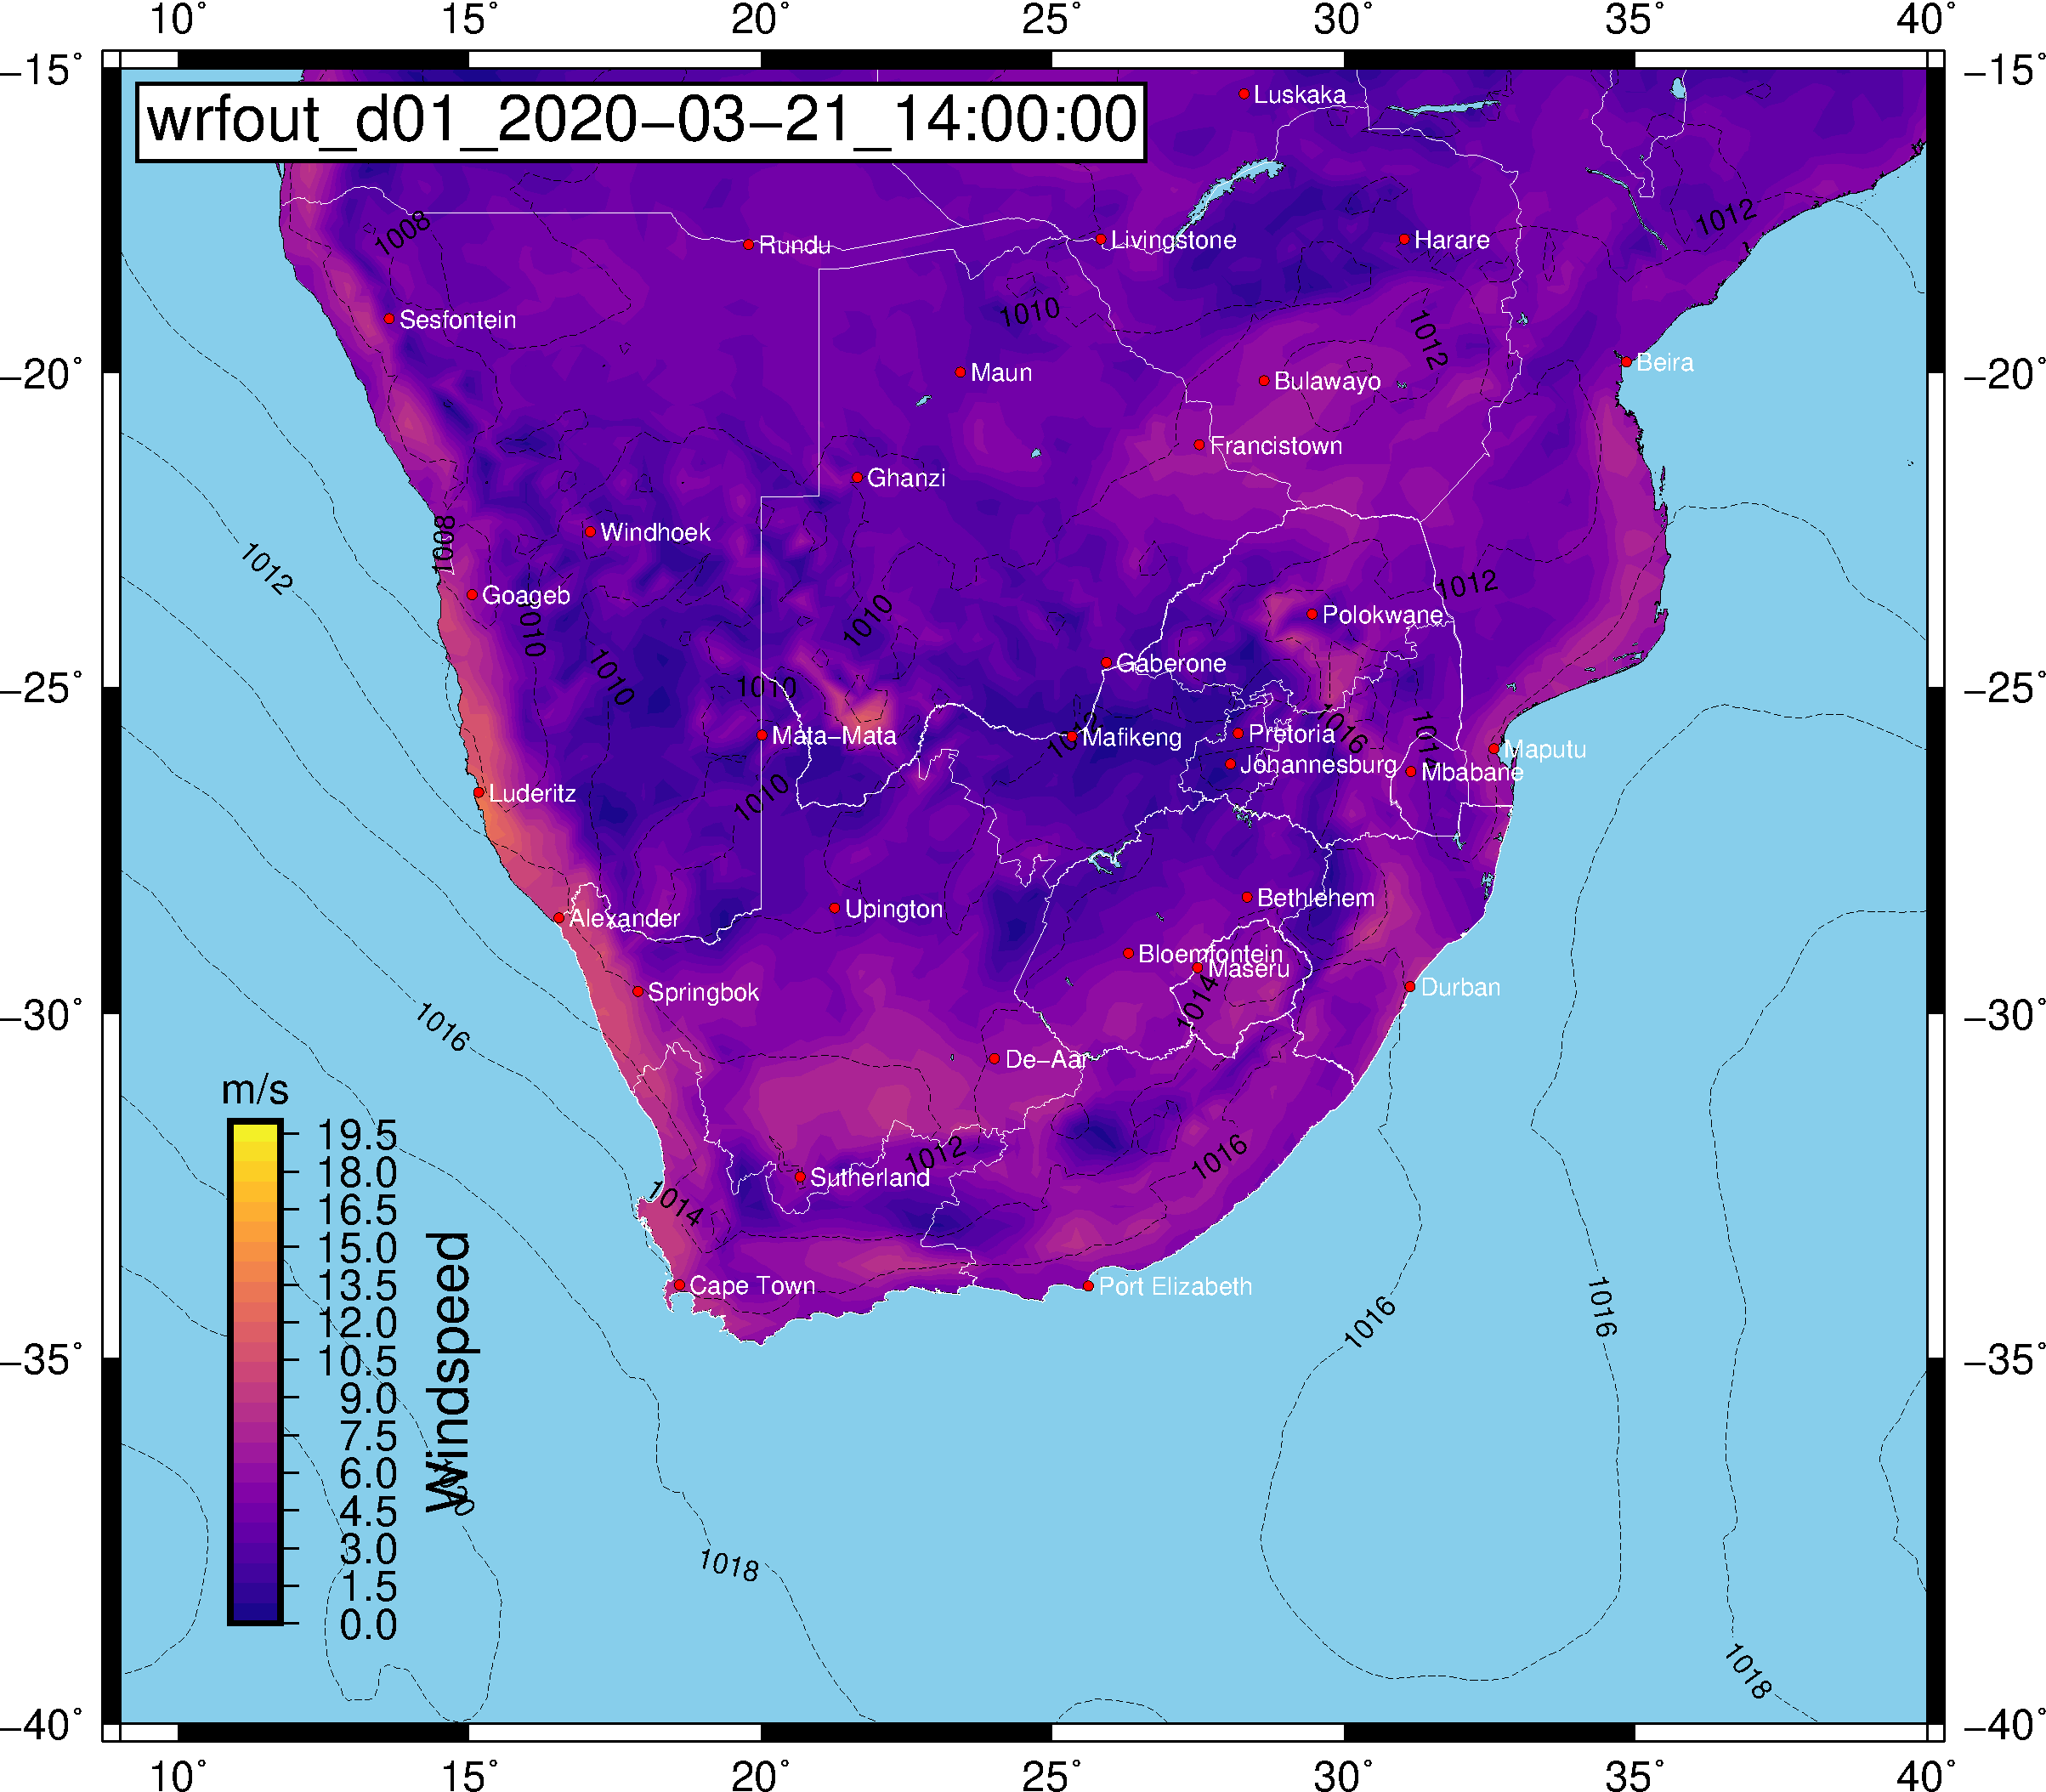 10° 15° 20° 25° 30° 35° 40°
−15° −15°
wrfout_d01_2020−03−21_14:00:00
Luskaka
1012
1008
Rundu
Livingstone
Harare
1010
1012
Sesfontein
Beira
−20° −20°
Maun
Bulawayo
Francistown
Ghanzi
Windhoek
1008
1012
1012
Goageb
1010
1010
Polokwane
1010
Gaberone
−25° −25°
1010
Mata−Mata
1010
Mafikeng
Pretoria
1016
1014
Maputu
Johannesburg
Mbabane
Luderitz
1010
Bethlehem
Alexander
Upington
Bloemfontein
Maseru
Springbok
1014
Durban
−30° −30°
1016
De−Aar
m/s
19.5
18.0
16.5
15.0
13.5
12.0
10.5
9.0
7.5
6.0
4.5
3.0
1.5
0.0
Windspeed
1012
1016
Sutherland
1014
Cape Town
Port Elizabeth
1016
1016
−35° −35°
1018
1018
−40° −40°
10° 15° 20° 25° 30° 35° 40°